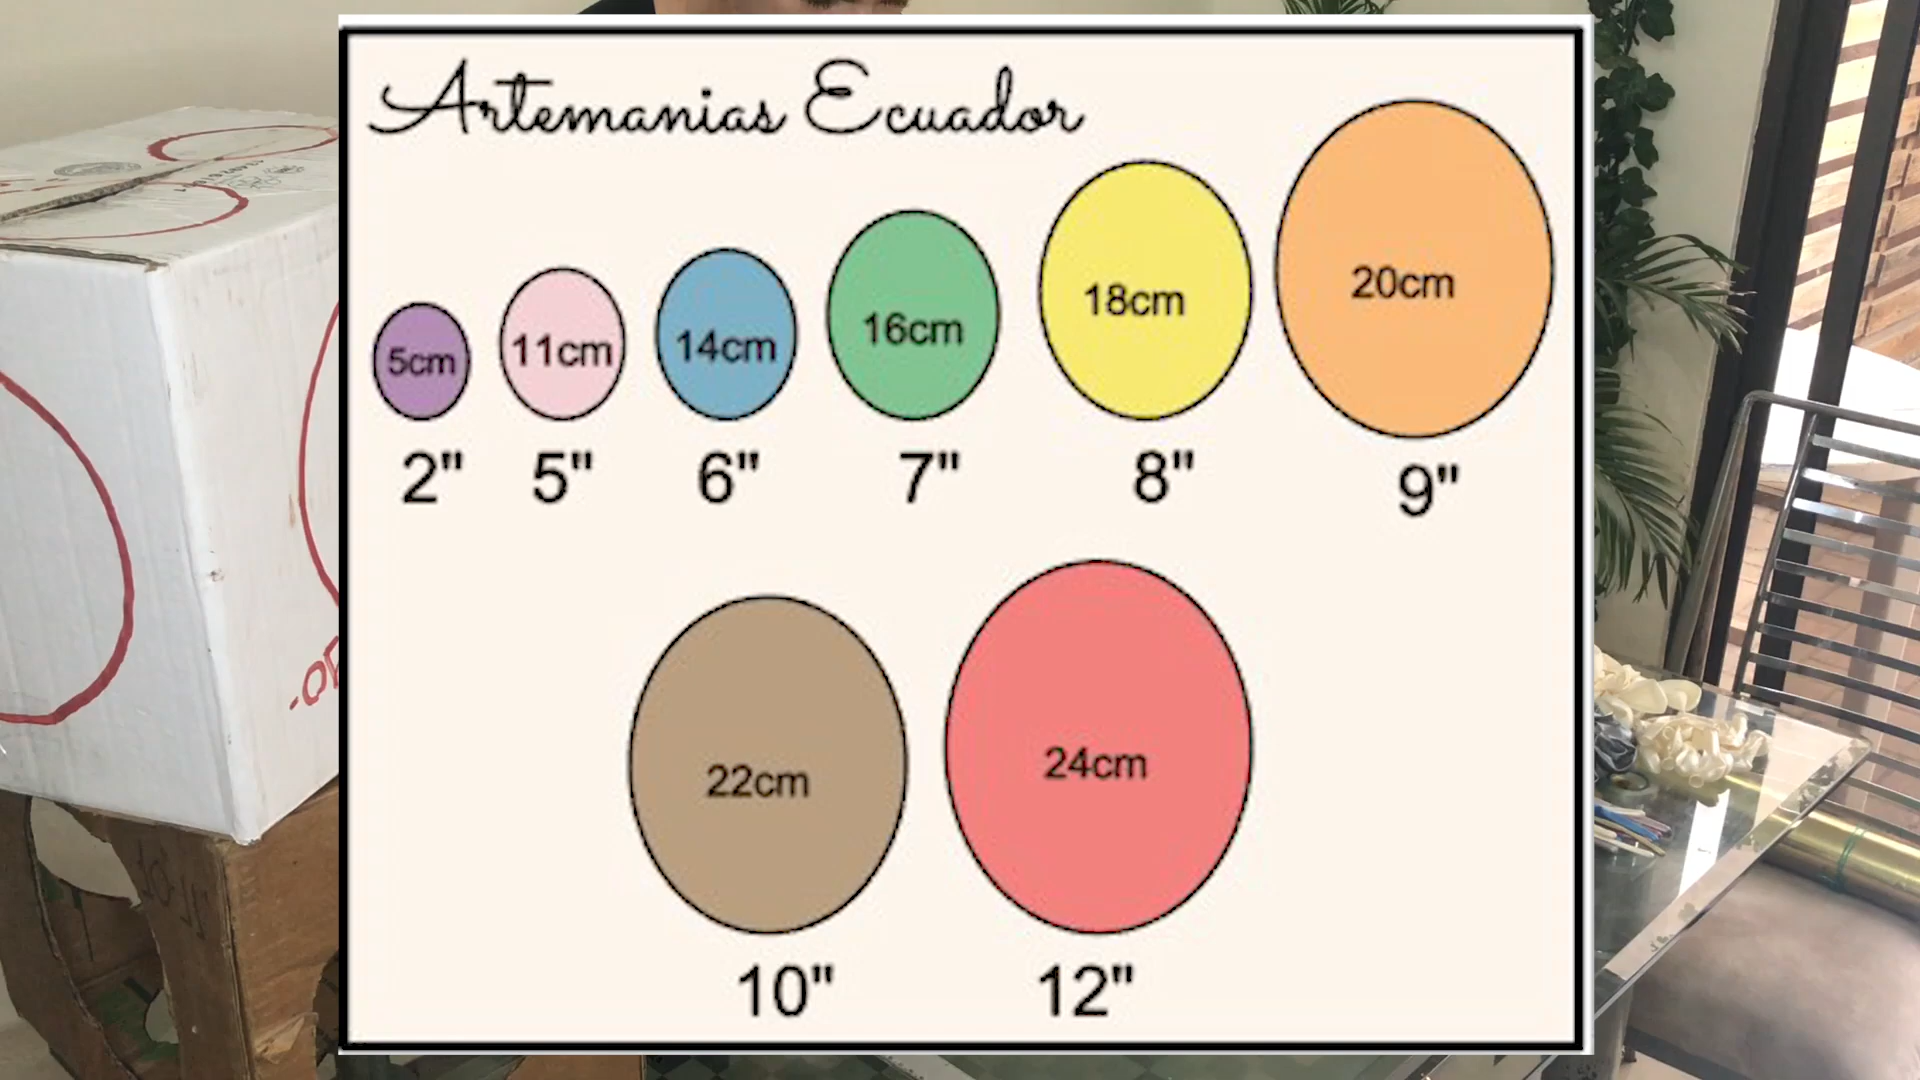 Artemanias Ecuador
5cm 11cm 14cm 16cm 18cm 20cm
2" 5" 6" 7" 8" 9"
22cm 24cm
10" 12"